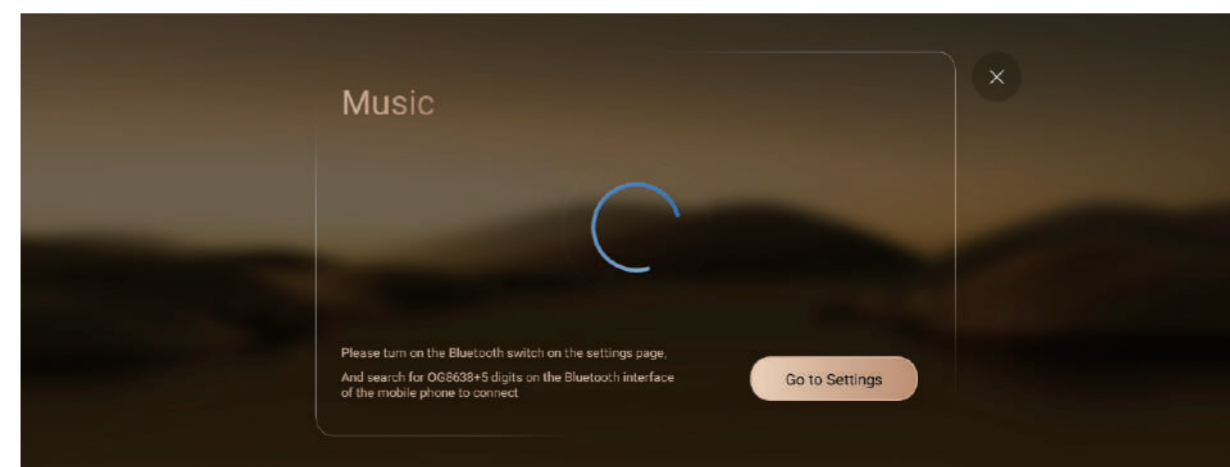 Music
Please turn on the Bluetooth switch on the settings page,
And search for OG8638+5 digits on the Bluetooth interface
of the mobile phone to connect
Go to Settings